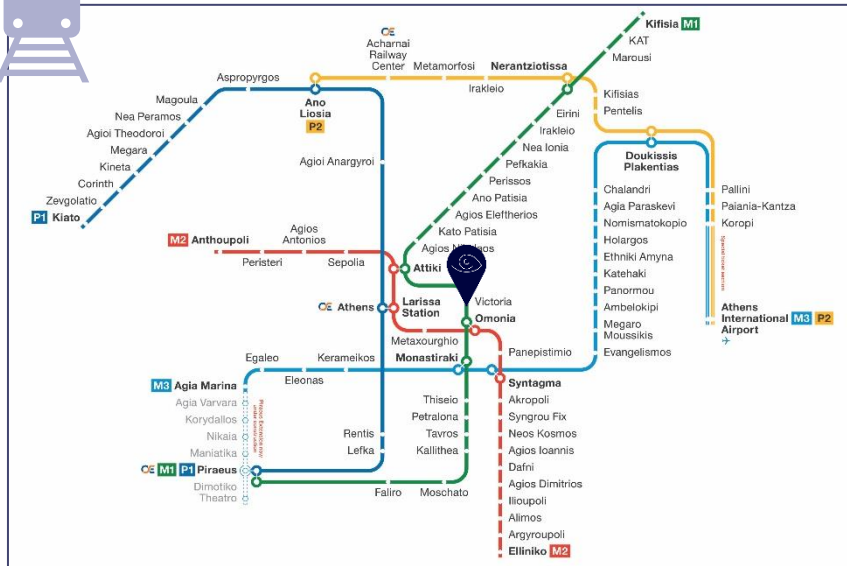 Kifisia M1
KAT
Marousi
OE
Acharnai
Railway
Center
Metamorfosi
Nerantziotissa
Irakleio
Aspropyrgos
Ano
Liosia
P2
Magoula
Nea Peramos
Agioi Theodoroi
Megara
Kineta
Corinth
Zevgolatio
P1 Kiato
Agioi Anargyroi
Kifisias
Pentelis
Eirini
Irakleio
Nea Ionia
Pefkakia
Perissos
Ano Patisia
Agios Eleftherios
Kato Patisia
Agios
Attiki
Doukissis
Plakentias
Chalandri
Agia Paraskevi
Nomismatokopio
Holargos
Ethniki Amyna
Katehaki
Panormou
Ambelokipi
Megaro
Moussikis
Evangelismos
Pallini
Paiania-Kantza
Koropi
Athens
International M3 P2
Airport
M2 Anthoupoli
Peristeri
Agios
Antonios
Sepolia
OE Athens
Larissa
Station
Victoria
Omonia
Metaxourghio
Monastiraki
Panepistimio
Syntagma
Egaleo
Kerameikos
Eleonas
M3 Agia Marina
Agia Varvara
Korydallos
Nikaia
Maniatika
OE M1 P1 Piraeus
Dimotiko
Theatro
Rentis
Lefka
Thiseio
Petralona
Tavros
Kallithea
Faliro
Moschato
Akropoli
Syngrou Fix
Neos Kosmos
Agios Ioannis
Dafni
Agios Dimitrios
Ilioupoli
Alimos
Argyroupoli
Elliniko M2